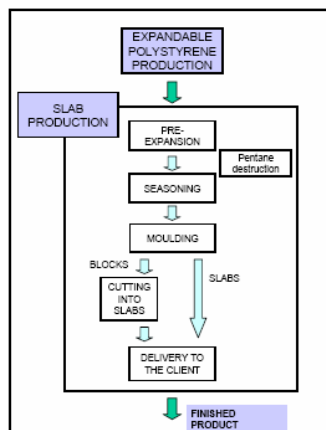 EXPANDABLE
POLYSTYRENE
PRODUCTION
SLAB
PRODUCTION
PRE-
EXPANSION
Pentane
destruction
SEASONING
MOULDING
BLOCKS
SLABS
CUTTING
INTO
SLABS
DELIVERY TO
THE CLIENT
FINISHED
PRODUCT